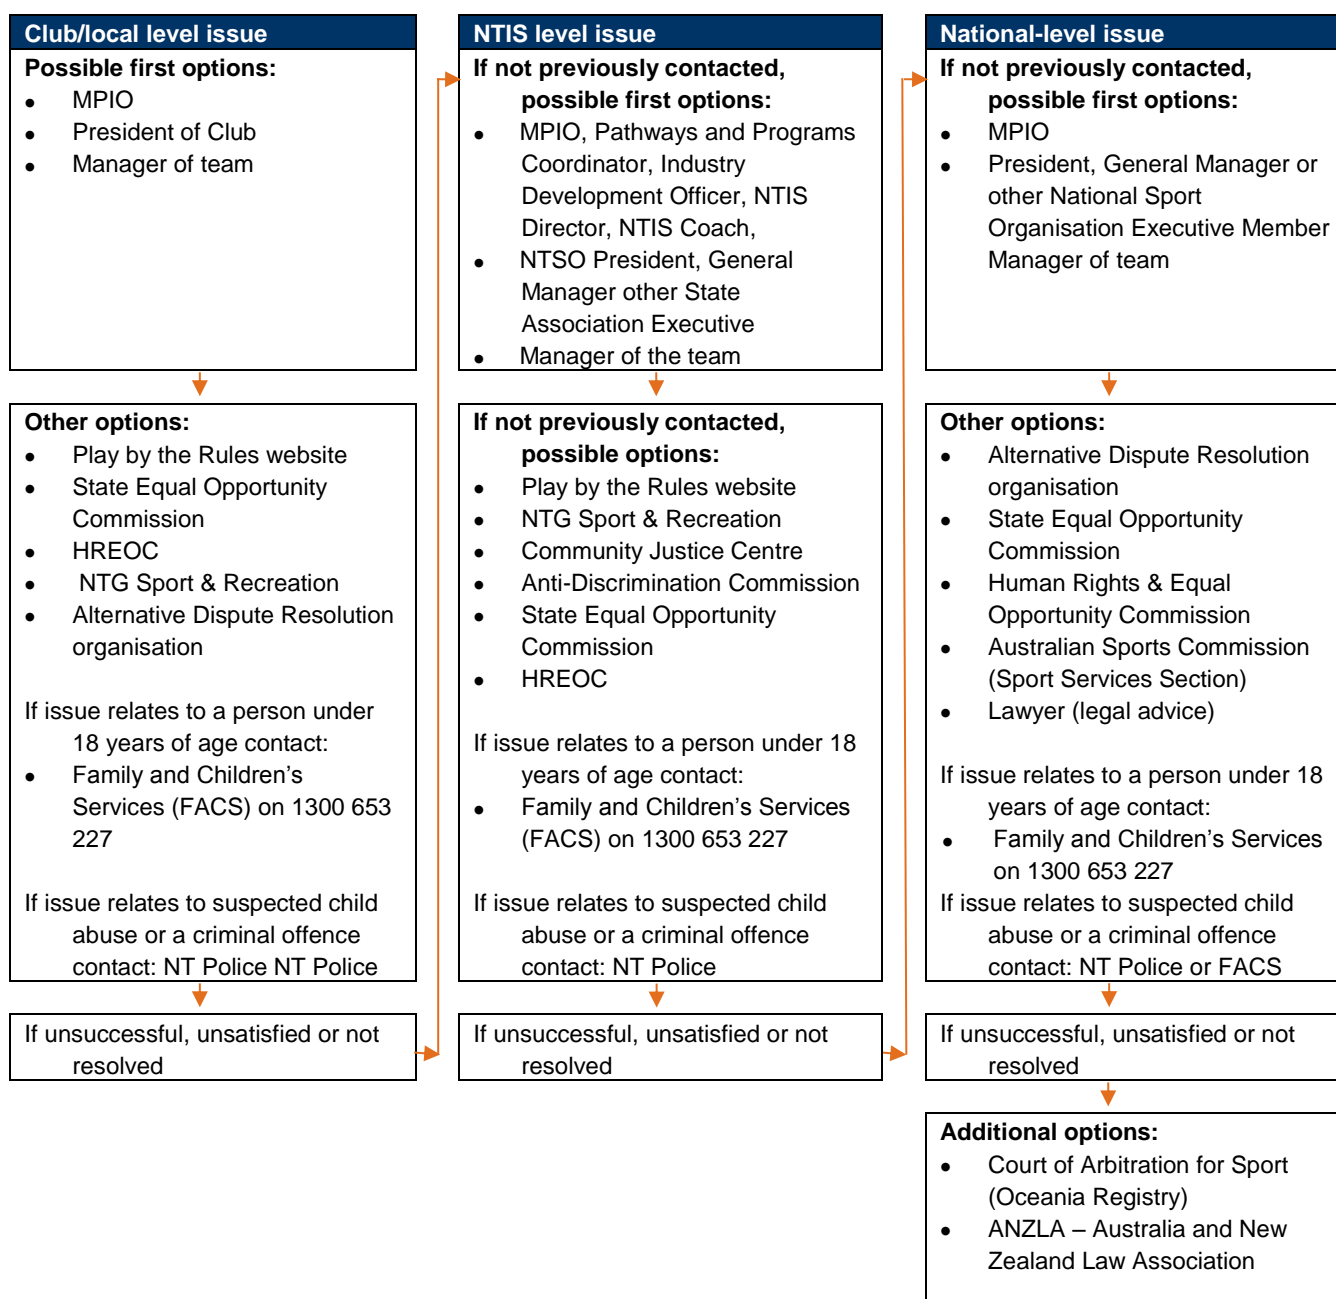 Club/local level issue
Possible first options:
• MPIO
• President of Club
• Manager of team
Other options:
• Play by the Rules website
• State Equal Opportunity
Commission
• HREOC
• NTG Sport & Recreation
• Alternative Dispute Resolution
organisation
If issue relates to a person under
18 years of age contact:
• Family and Children's
Services (FACS) on 1300 653
227
If issue relates to suspected child
abuse or a criminal offence
contact: NT Police NT Police
If unsuccessful, unsatisfied or not
resolved
NTIS level issue
If not previously contacted,
possible first options:
• MPIO, Pathways and Programs
Coordinator, Industry
Development Officer, NTIS
Director, NTIS Coach,
• NTSO President, General
Manager other State
Association Executive
• Manager of the team
If not previously contacted,
possible options:
• Play by the Rules website
• NTG Sport & Recreation
• Community Justice Centre
• Anti-Discrimination Commission
• State Equal Opportunity
Commission
• HREOC
If issue relates to a person under 18
years of age contact:
• Family and Children's Services
(FACS) on 1300 653 227
If issue relates to suspected child
abuse or a criminal offence
contact: NT Police
If unsuccessful, unsatisfied or not
resolved
National-level issue
If not previously contacted,
possible first options:
• MPIO
• President, General Manager or
other National Sport
Organisation Executive Member
Manager of team
Other options:
• Alternative Dispute Resolution
organisation
• State Equal Opportunity
Commission
• Human Rights & Equal
Opportunity Commission
• Australian Sports Commission
(Sport Services Section)
• Lawyer (legal advice)
If issue relates to a person under 18
years of age contact:
• Family and Children's Services
on 1300 653 227
If issue relates to suspected child
abuse or a criminal offence
contact: NT Police or FACS
If unsuccessful, unsatisfied or not
resolved
Additional options:
• Court of Arbitration for Sport
(Oceania Registry)
• ANZLA – Australia and New
Zealand Law Association